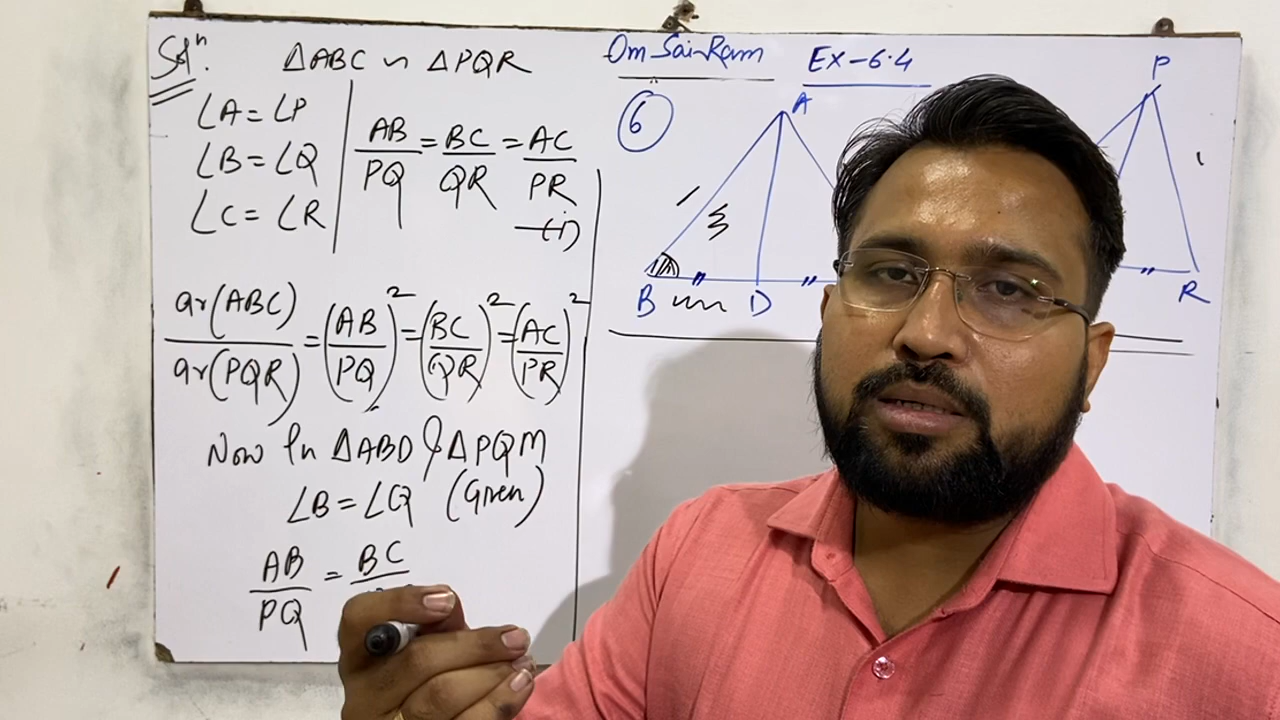 Solⁿ.
△ABC ~ △PQR
∠A = ∠P
∠B = ∠Q
∠C = ∠R
AB/PQ = BC/QR = AC/PR
—(i)
ar(ABC)/ar(PQR) = (AB/PQ)² = (BC/QR)² = (AC/PR)²
Now In △ABD & △PQM
∠B = ∠Q (Given)
AB/PQ = BC
Om Sai Ram
EX-6.4
6
A
B
D
P
R